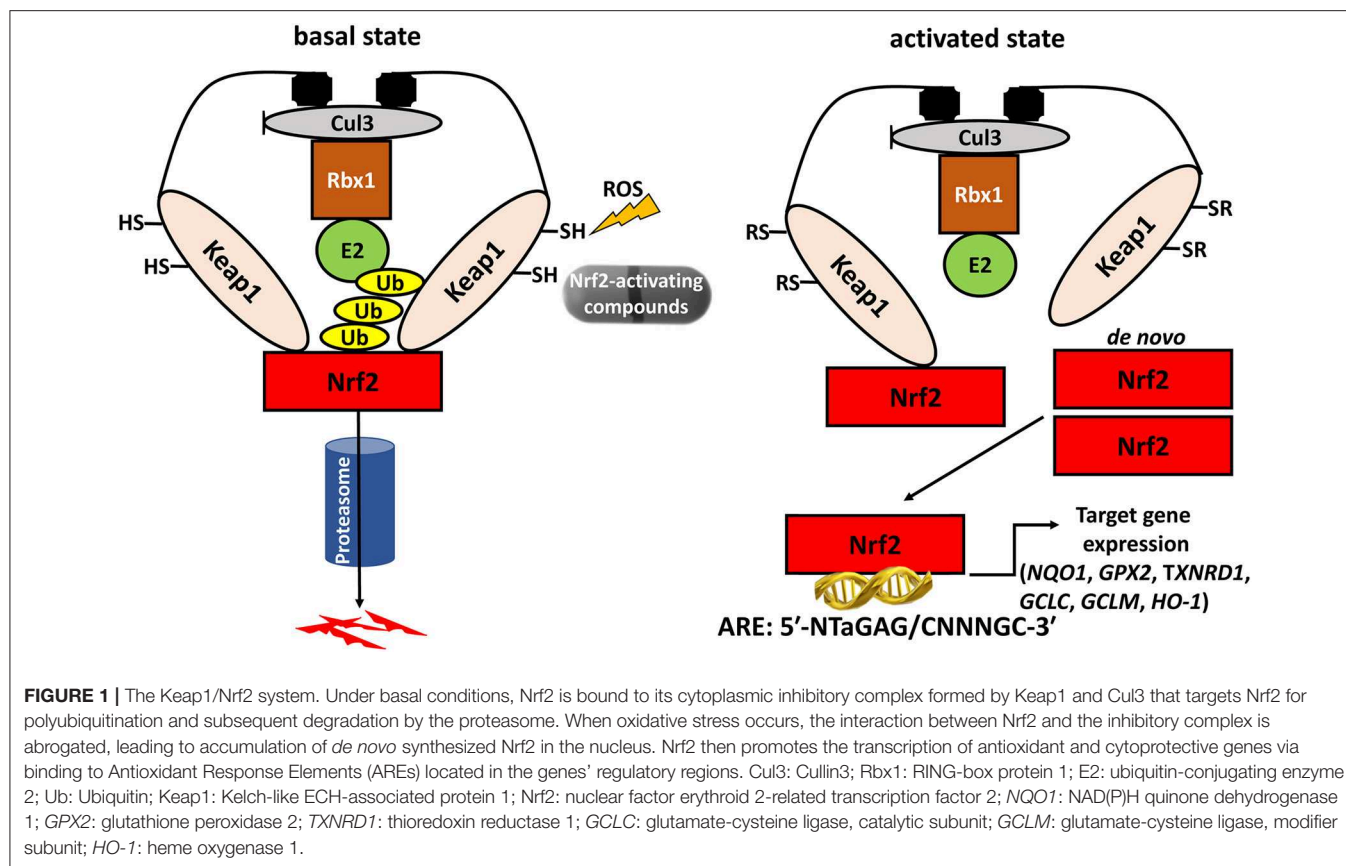 basal state
Cul3
Rbx1
ROS
HS
SH
E2
Keap1
Keap1
HS
Ub
SH
Nrf2-activating
compounds
Ub
Ub
Nrf2
Proteasome
activated state
Cul3
Rbx1
SR
RS
Keap1
E2
Keap1
SR
RS
de novo
Nrf2
Nrf2
Nrf2
Nrf2
Target gene
expression
(NQO1, GPX2, TXNRD1,
GCLC, GCLM, HO-1)
ARE: 5′-NTaGAG/CNNNGC-3′
FIGURE 1 | The Keap1/Nrf2 system. Under basal conditions, Nrf2 is bound to its cytoplasmic inhibitory complex formed by Keap1 and Cul3 that targets Nrf2 for
polyubiquitination and subsequent degradation by the proteasome. When oxidative stress occurs, the interaction between Nrf2 and the inhibitory complex is
abrogated, leading to accumulation of de novo synthesized Nrf2 in the nucleus. Nrf2 then promotes the transcription of antioxidant and cytoprotective genes via
binding to Antioxidant Response Elements (AREs) located in the genes' regulatory regions. Cul3: Cullin3; Rbx1: RING-box protein 1; E2: ubiquitin-conjugating enzyme
2; Ub: Ubiquitin; Keap1: Kelch-like ECH-associated protein 1; Nrf2: nuclear factor erythroid 2-related transcription factor 2; NQO1: NAD(P)H quinone dehydrogenase
1; GPX2: glutathione peroxidase 2; TXNRD1: thioredoxin reductase 1; GCLC: glutamate-cysteine ligase, catalytic subunit; GCLM: glutamate-cysteine ligase, modifier
subunit; HO-1: heme oxygenase 1.